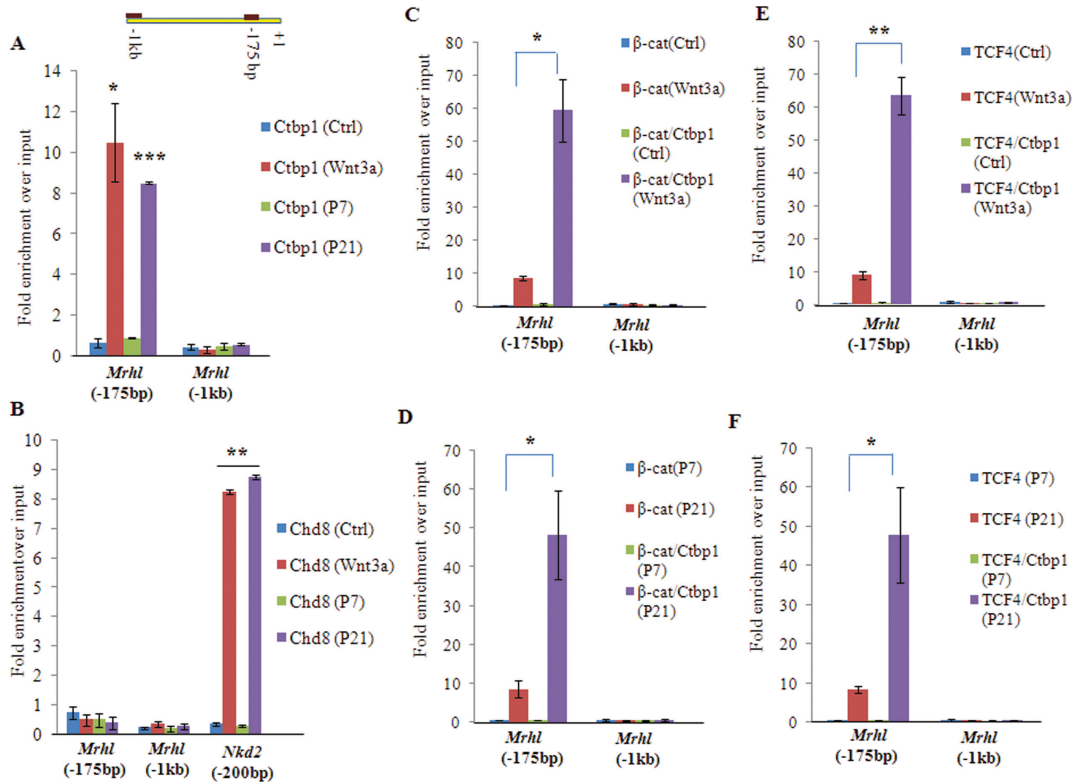 A
-1kb
-175 bp
+1
Fold enrichment over input
14
12
10
8
6
4
2
0
*
***
Ctbp1 (Ctrl)
Ctbp1 (Wnt3a)
Ctbp1 (P7)
Ctbp1 (P21)
Mrhl
(-175bp)
Mrhl
(-1kb)
B
Fold enrichment over input
10
9
8
7
6
5
4
3
2
1
0
**
Chd8 (Ctrl)
Chd8 (Wnt3a)
Chd8 (P7)
Chd8 (P21)
Mrhl
(-175bp)
Mrhl
(-1kb)
Nkd2
(-200bp)
C
Fold enrichment over input
80
70
60
50
40
30
20
10
0
*
β-cat(Ctrl)
β-cat(Wnt3a)
β-cat/Ctbp1
(Ctrl)
β-cat/Ctbp1
(Wnt3a)
Mrhl
(-175bp)
Mrhl
(-1kb)
D
Fold enrichment over input
70
60
50
40
30
20
10
0
*
β-cat(P7)
β-cat (P21)
β-cat/Ctbp1
(P7)
β-cat/Ctbp1
(P21)
Mrhl
(-175bp)
Mrhl
(-1kb)
E
Fold enrichment over input
80
70
60
50
40
30
20
10
0
**
TCF4(Ctrl)
TCF4(Wnt3a)
TCF4/Ctbp1
(Ctrl)
TCF4/Ctbp1
(Wnt3a)
Mrhl
(-175bp)
Mrhl
(-1kb)
F
Fold enrichment over input
70
60
50
40
30
20
10
0
*
TCF4 (P7)
TCF4 (P21)
TCF4/Ctbp1
(P7)
TCF4/Ctbp1
(P21)
Mrhl
(-175bp)
Mrhl
(-1kb)